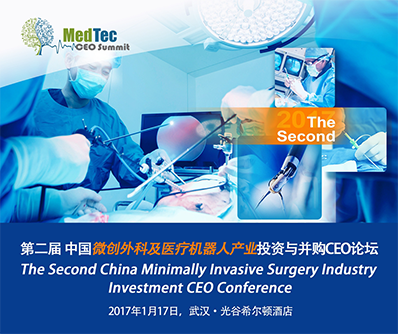 MedTec
CEO Summit
20 The
Second
第二届 中国微创外科及医疗机器人产业投资与并购CEO论坛
The Second China Minimally Invasive Surgery Industry
Investment CEO Conference
2017年1月17日，武汉·光谷希尔顿酒店